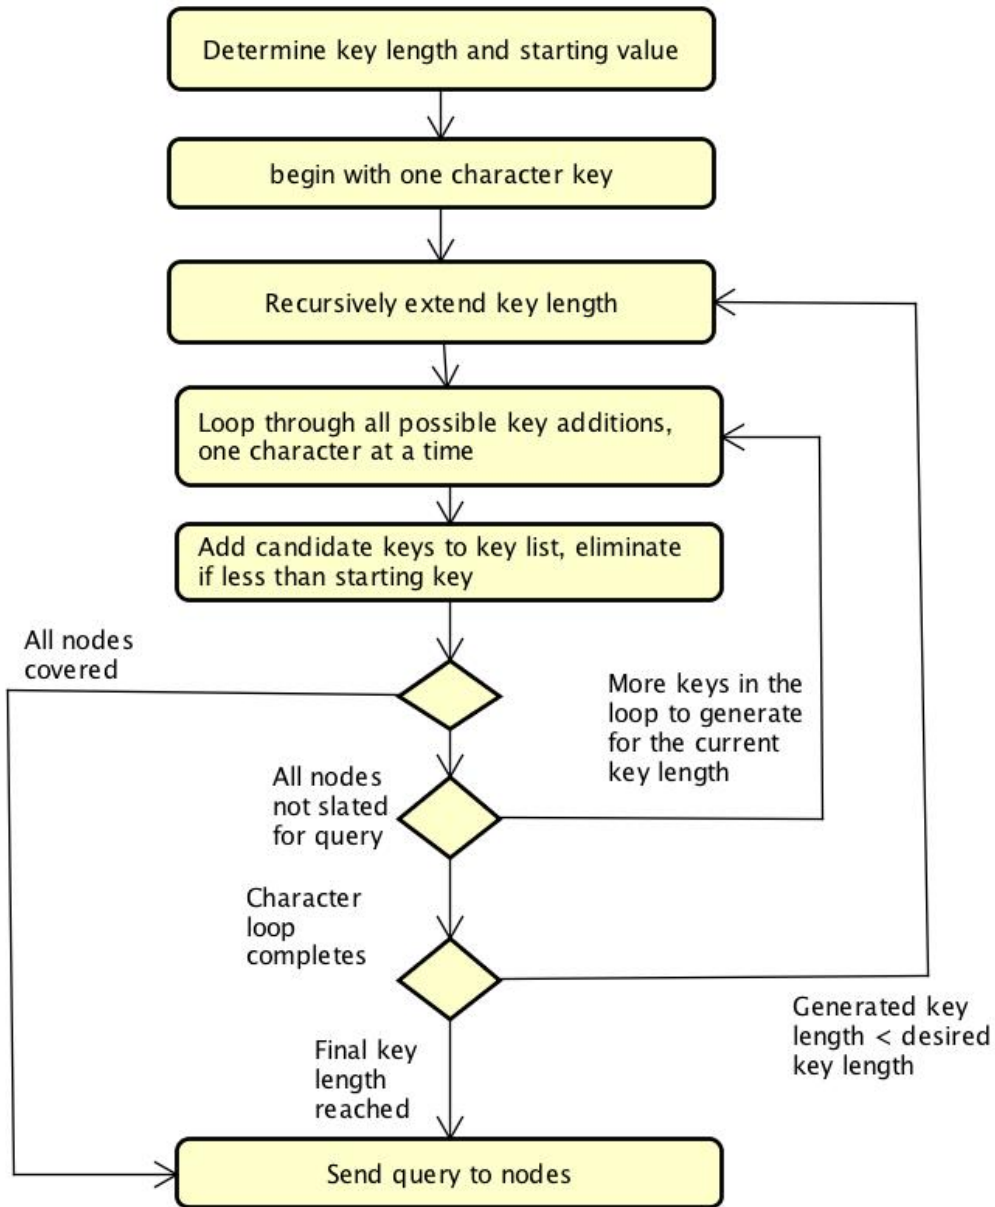 Determine key length and starting value
begin with one character key
Recursively extend key length
Loop through all possible key additions,
one character at a time
Add candidate keys to key list, eliminate
if less than starting key
All nodes
covered
More keys in the
loop to generate
for the current
key length
All nodes
not slated
for query
Character
loop
completes
Generated key
length < desired
key length
Final key
length
reached
Send query to nodes